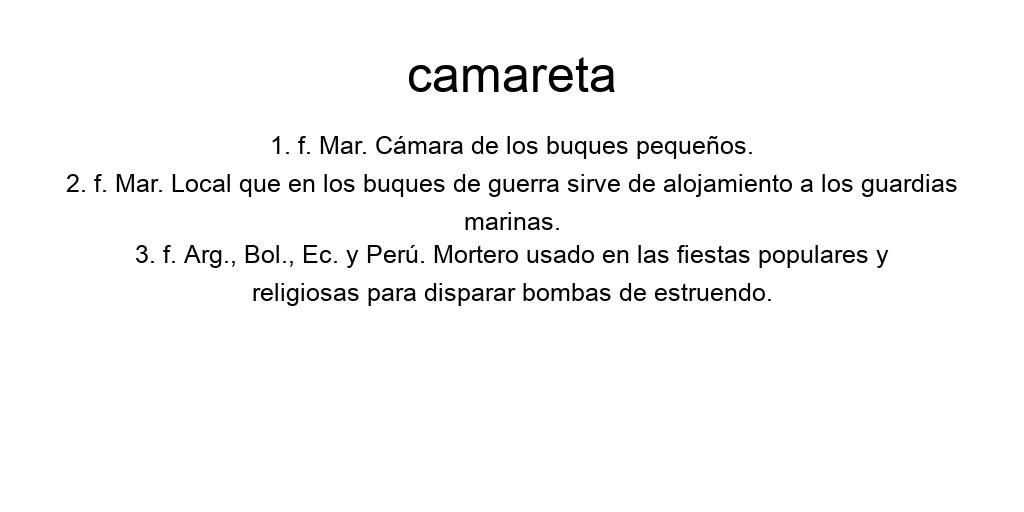 camareta
1. f. Mar. Cámara de los buques pequeños.
2. f. Mar. Local que en los buques de guerra sirve de alojamiento a los guardias
marinas.
3. f. Arg., Bol., Ec. y Perú. Mortero usado en las fiestas populares y
religiosas para disparar bombas de estruendo.